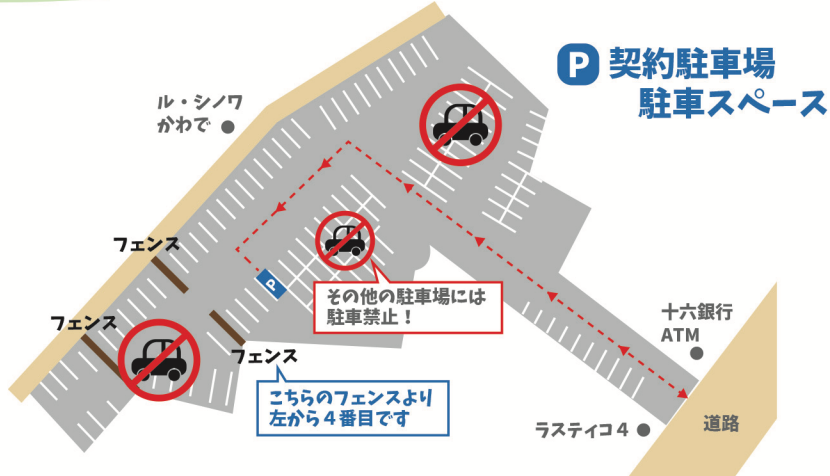 P 契約駐車場
駐車スペース
ル・シノワ
かわで
フェンス
P
その他の駐車場には
駐車禁止！
フェンス
フェンス
こちらのフェンスより
左から４番目です
十六銀行
ATM
ラスティコ４
道路